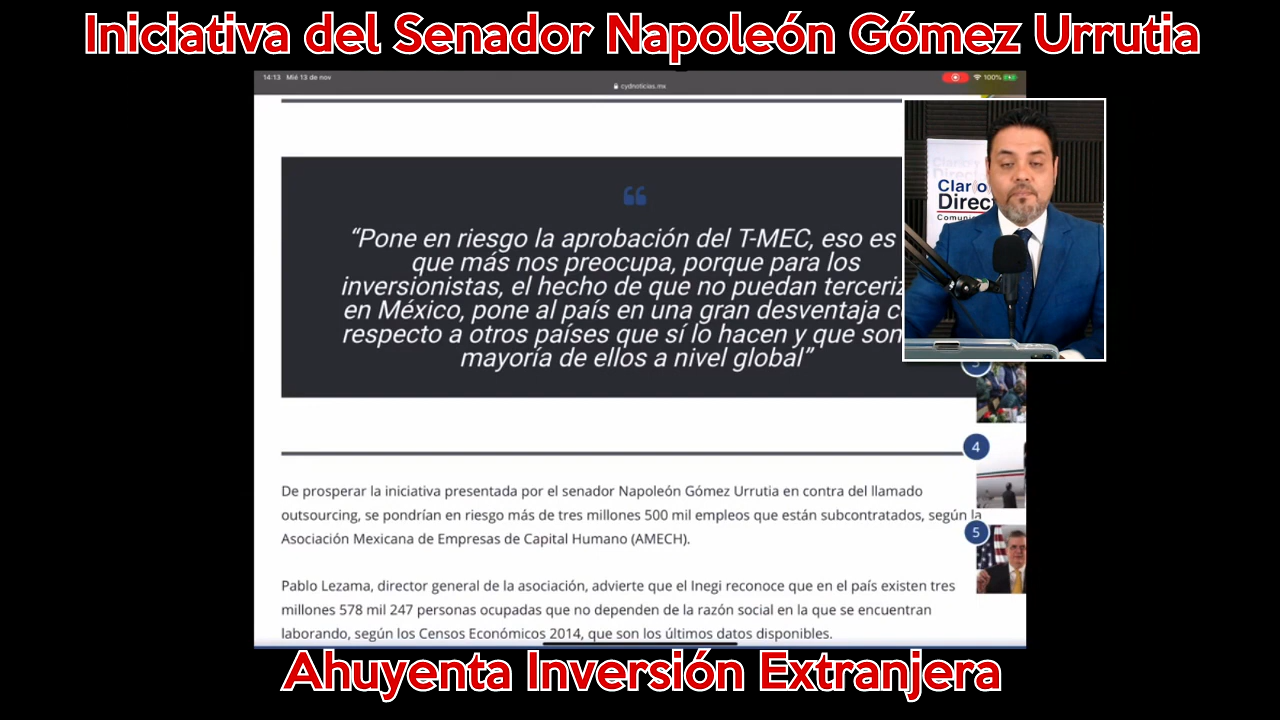 Iniciativa del Senador Napoleón Gómez Urrutia
14:13 Mié 13 de nov
100%
cydnoticias.mx
“Pone en riesgo la aprobación del T-MEC, eso es
que más nos preocupa, porque para los
inversionistas, el hecho de que no puedan
en México, pone al país en una gran desventaja
respecto a otros países que sí lo hacen y que son
mayoría de ellos a nivel global”
De prosperar la iniciativa presentada por el senador Napoleón Gómez Urrutia en contra del llamado
outsourcing, se pondrían en riesgo más de tres millones 500 mil empleos que están subcontratados, según la
Asociación Mexicana de Empresas de Capital Humano (AMECH).
Pablo Lezama, director general de la asociación, advierte que el Inegi reconoce que en el país existen tres
millones 578 mil 247 personas ocupadas que no dependen de la razón social en la que se encuentran
laborando, según los Censos Económicos 2014, que son los últimos datos disponibles.
4
5
Ahuyenta Inversión Extranjera